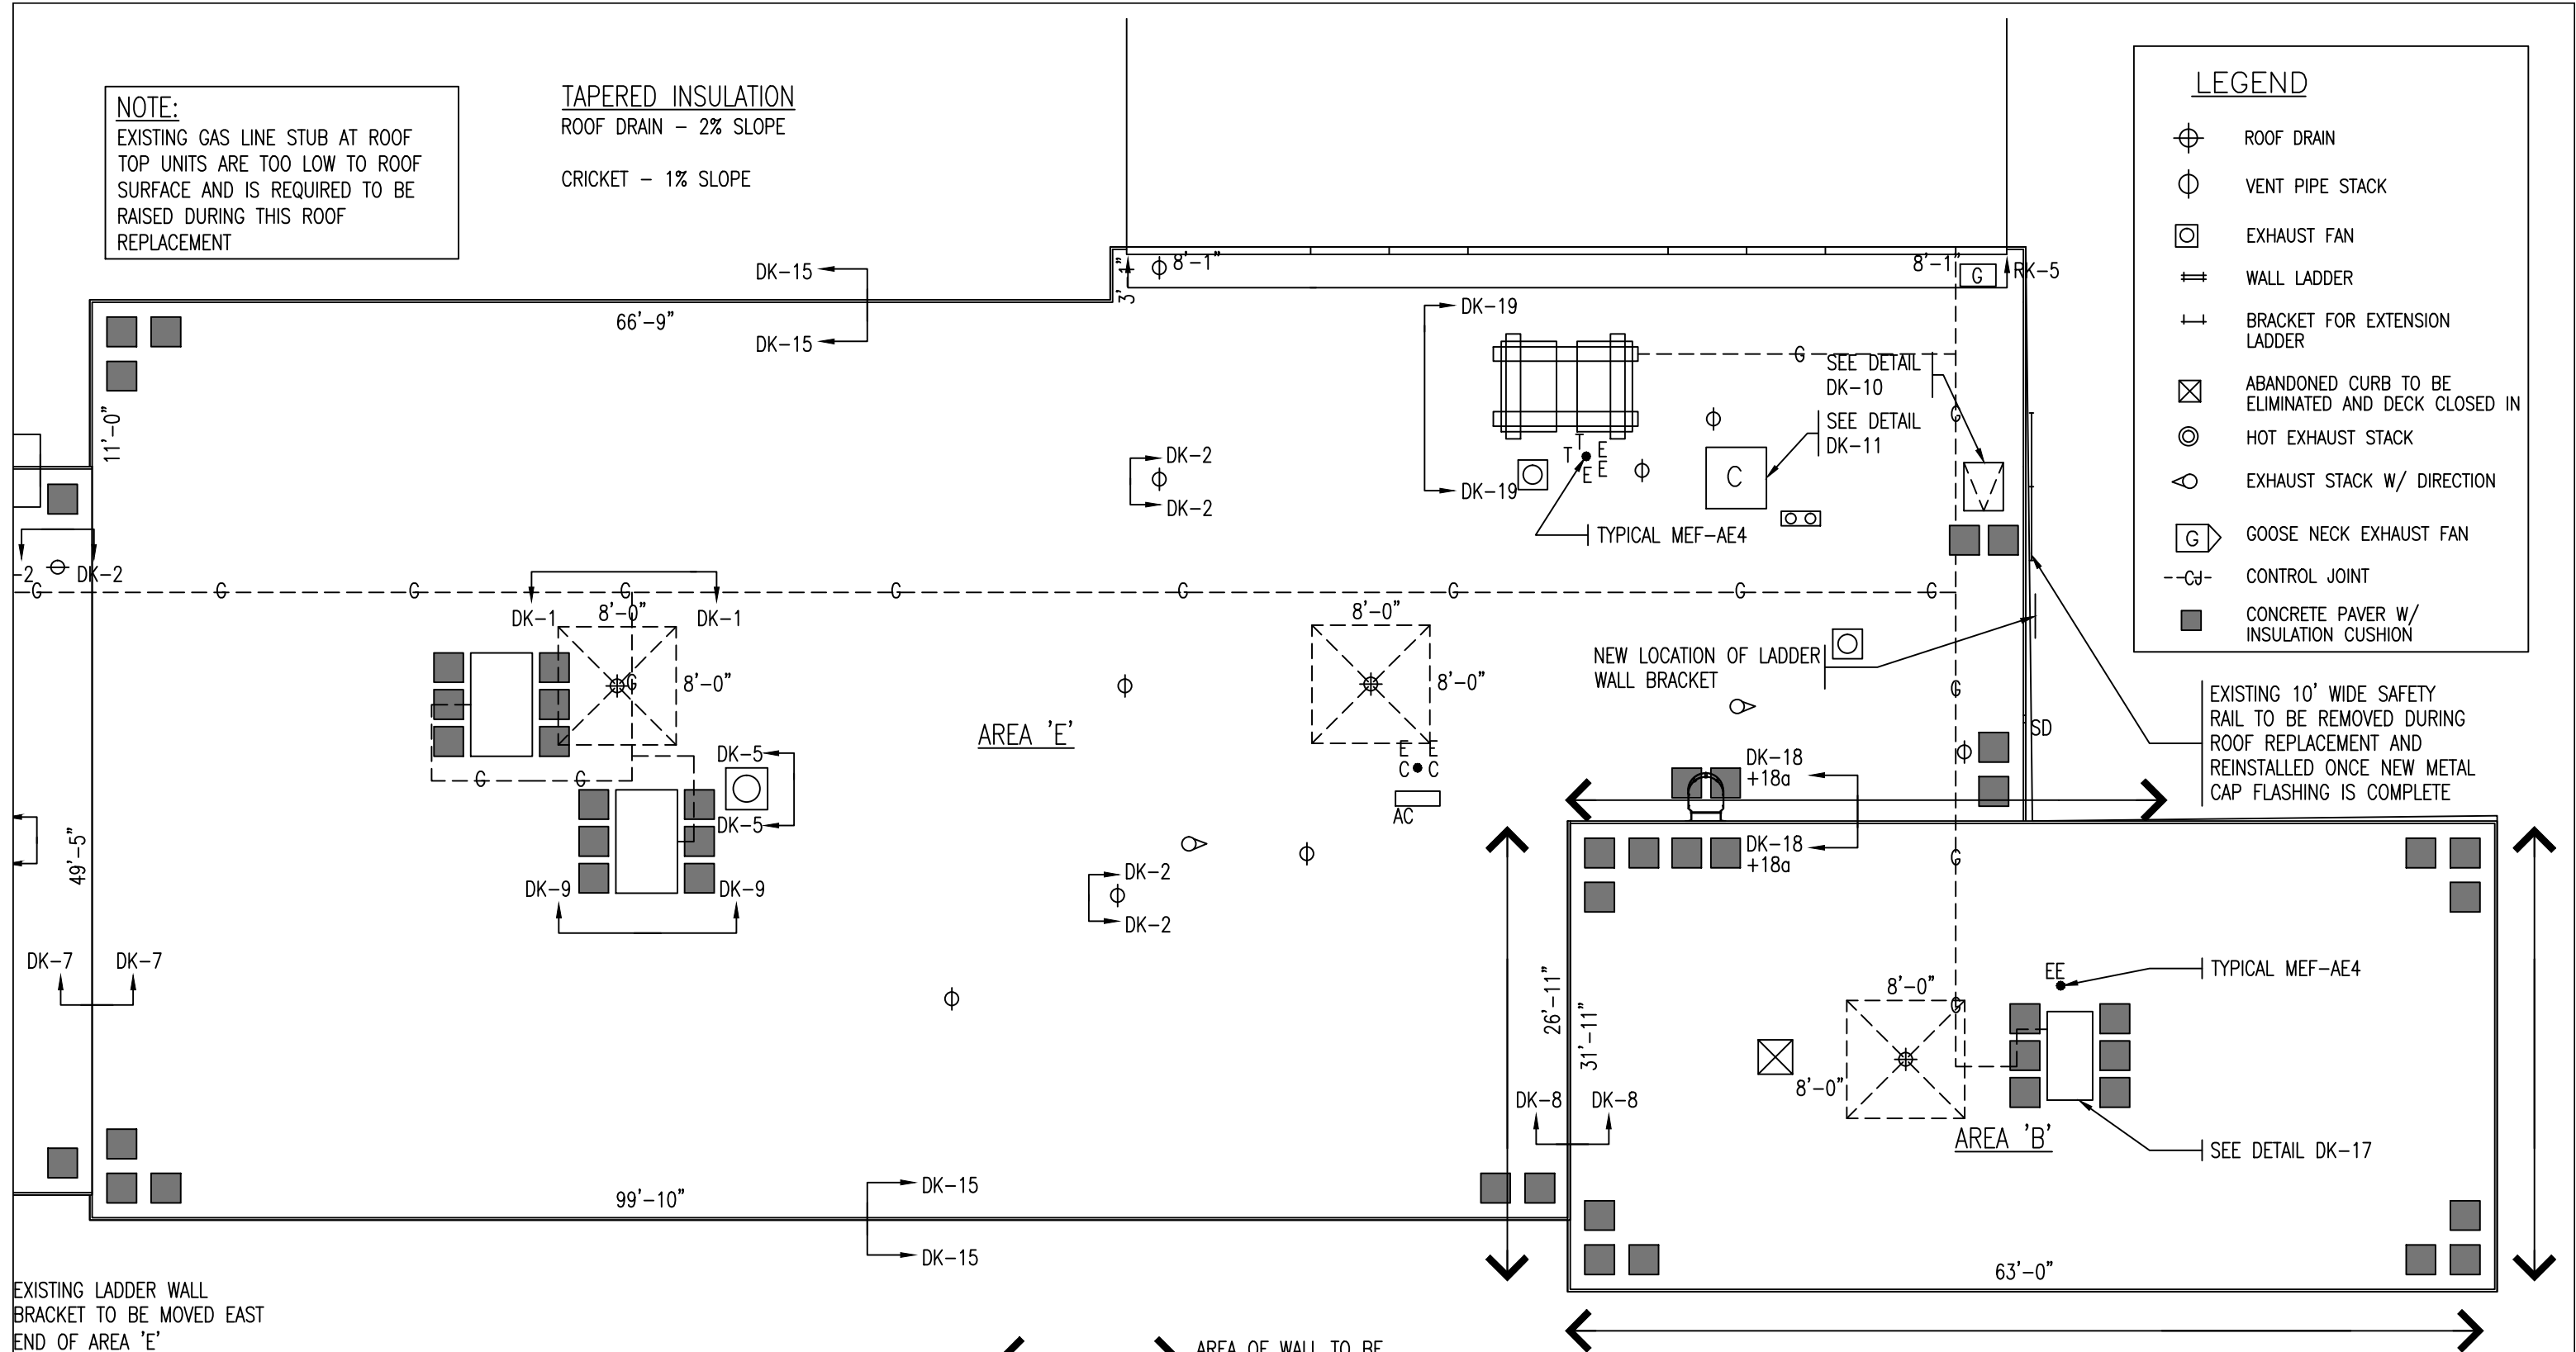 NOTE:
EXISTING GAS LINE STUB AT ROOF
TOP UNITS ARE TOO LOW TO ROOF
SURFACE AND IS REQUIRED TO BE
RAISED DURING THIS ROOF
REPLACEMENT
TAPERED INSULATION
ROOF DRAIN – 2% SLOPE
CRICKET – 1% SLOPE
LEGEND
ROOF DRAIN
VENT PIPE STACK
EXHAUST FAN
WALL LADDER
BRACKET FOR EXTENSION
LADDER
ABANDONED CURB TO BE
ELIMINATED AND DECK CLOSED IN
HOT EXHAUST STACK
EXHAUST STACK W/ DIRECTION
G
GOOSE NECK EXHAUST FAN
CJ
CONTROL JOINT
CONCRETE PAVER W/
INSULATION CUSHION
DK-15
DK-15
66'-9"
3'-1"
8'-1"
8'-1"
G
RK-5
DK-19
DK-19
G
SEE DETAIL
DK-10
G
SEE DETAIL
DK-11
C
T
T
E
E
E
TYPICAL MEF-AE4
11'-0"
DK-2
DK-2
-2
DK-2
G G G G G G G G G
DK-1
DK-1
8'-0"
8'-0"
G
8'-0"
8'-0"
NEW LOCATION OF LADDER
WALL BRACKET
G
EXISTING 10' WIDE SAFETY
RAIL TO BE REMOVED DURING
ROOF REPLACEMENT AND
REINSTALLED ONCE NEW METAL
CAP FLASHING IS COMPLETE
SD
AREA 'E'
G G
DK-5
DK-5
E E
C C
AC
DK-18
+18a
DK-18
+18a
G
49'-5"
DK-9
DK-9
DK-2
DK-2
DK-7
DK-7
26'-11"
31'-11"
EE
TYPICAL MEF-AE4
8'-0"
G
8'-0"
DK-8
DK-8
AREA 'B'
SEE DETAIL DK-17
99'-10"
DK-15
DK-15
63'-0"
EXISTING LADDER WALL
BRACKET TO BE MOVED EAST
END OF AREA 'E'
AREA OF WALL TO BE